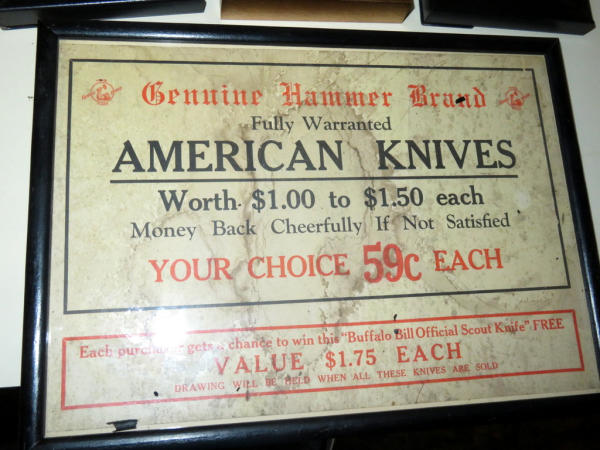 Genuine Hammer Brand
Fully Warranted
AMERICAN KNIVES
Worth $1.00 to $1.50 each
Money Back Cheerfully If Not Satisfied
YOUR CHOICE 59c EACH
Each purchaser gets a chance to win this "Buffalo Bill Official Scout Knife" FREE
VALUE $1.75 EACH
DRAWING WILL BE HELD WHEN ALL THESE KNIVES ARE SOLD